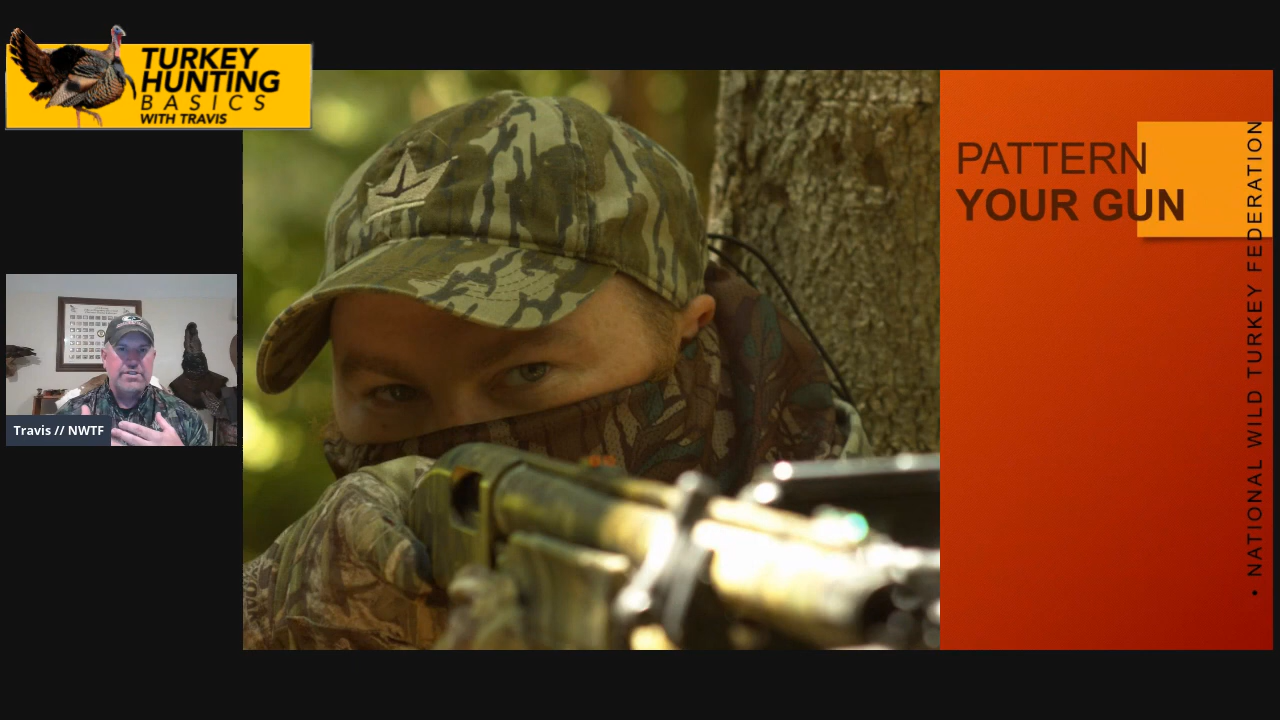 TURKEY
HUNTING
BASICS
WITH TRAVIS
PATTERN
YOUR GUN
• NATIONAL WILD TURKEY FEDERATION
Travis // NWTF